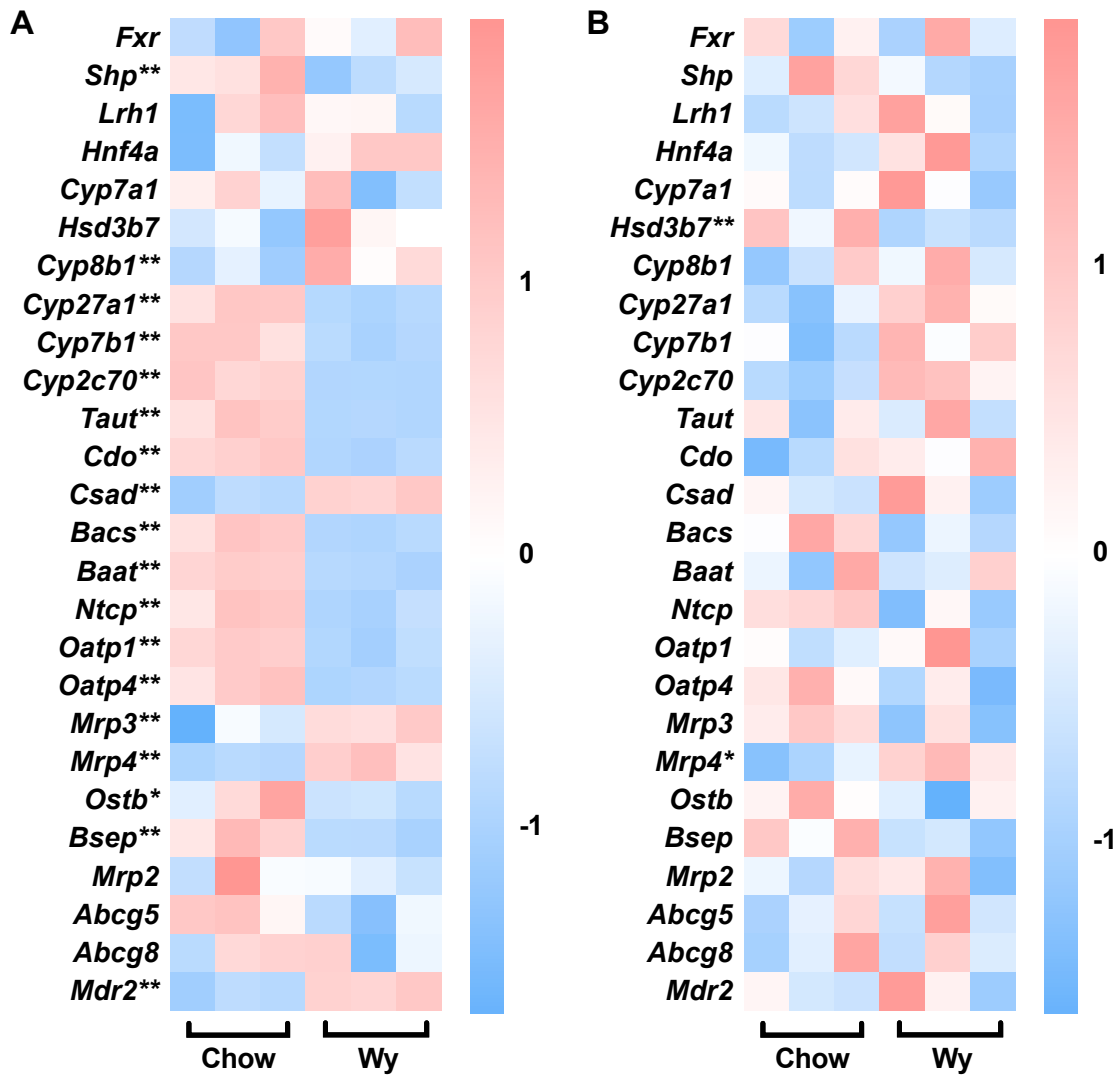 A
Fxr
Shp**
Lrh1
Hnf4a
Cyp7a1
Hsd3b7
Cyp8b1**
Cyp27a1**
Cyp7b1**
Cyp2c70**
Taut**
Cdo**
Csad**
Bacs**
Baat**
Ntcp**
Oatp1**
Oatp4**
Mrp3**
Mrp4**
Ostb*
Bsep**
Mrp2
Abcg5
Abcg8
Mdr2**
Chow
Wy
1
0
-1
B
Fxr
Shp
Lrh1
Hnf4a
Cyp7a1
Hsd3b7**
Cyp8b1
Cyp27a1
Cyp7b1
Cyp2c70
Taut
Cdo
Csad
Bacs
Baat
Ntcp
Oatp1
Oatp4
Mrp3
Mrp4*
Ostb
Bsep
Mrp2
Abcg5
Abcg8
Mdr2
Chow
Wy
1
0
-1